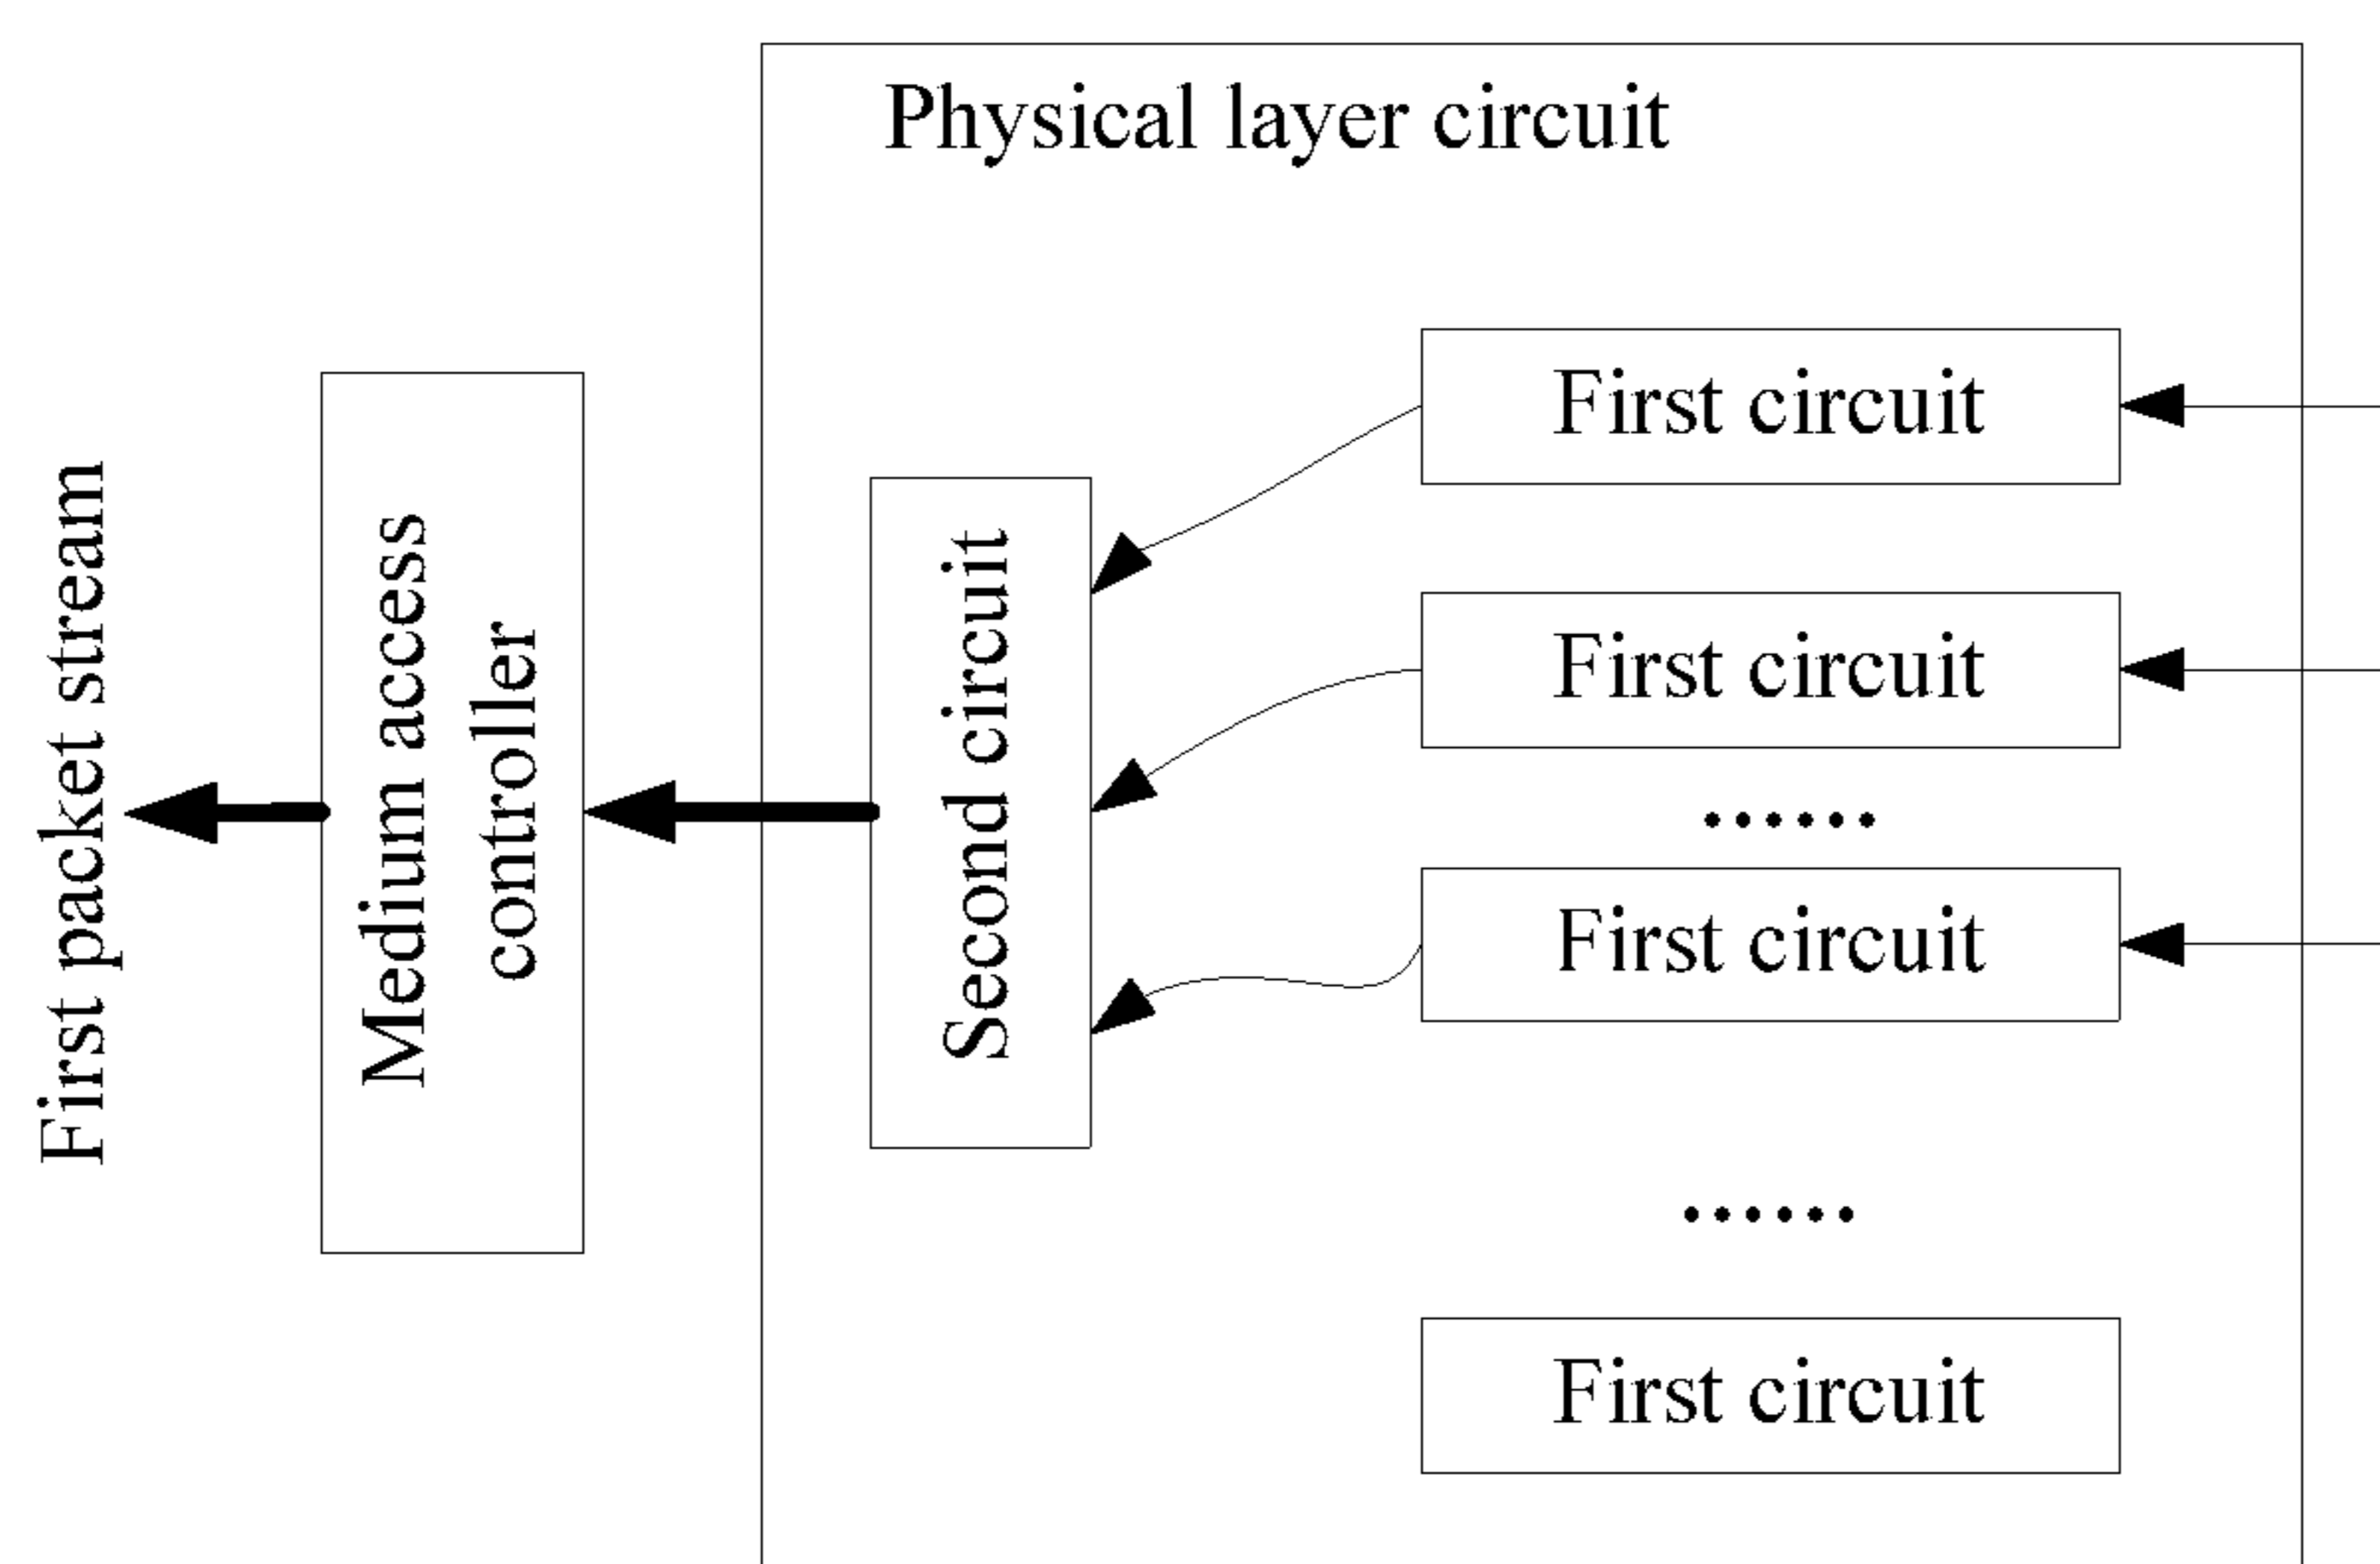 Physical layer circuit
First packet stream
Medium access
controller
Second circuit
First circuit
First circuit
......
First circuit
......
First circuit